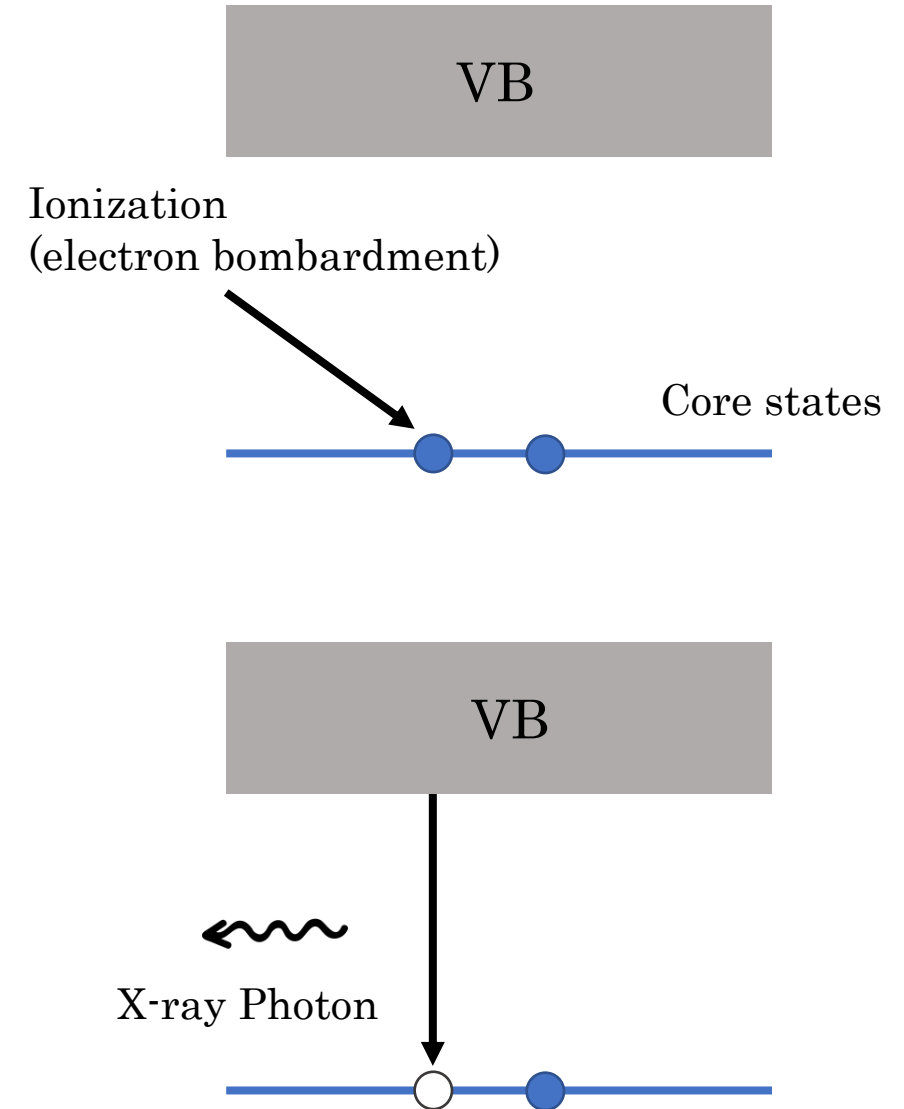 VB
Ionization
(electron bombardment)
Core states
VB
X-ray Photon